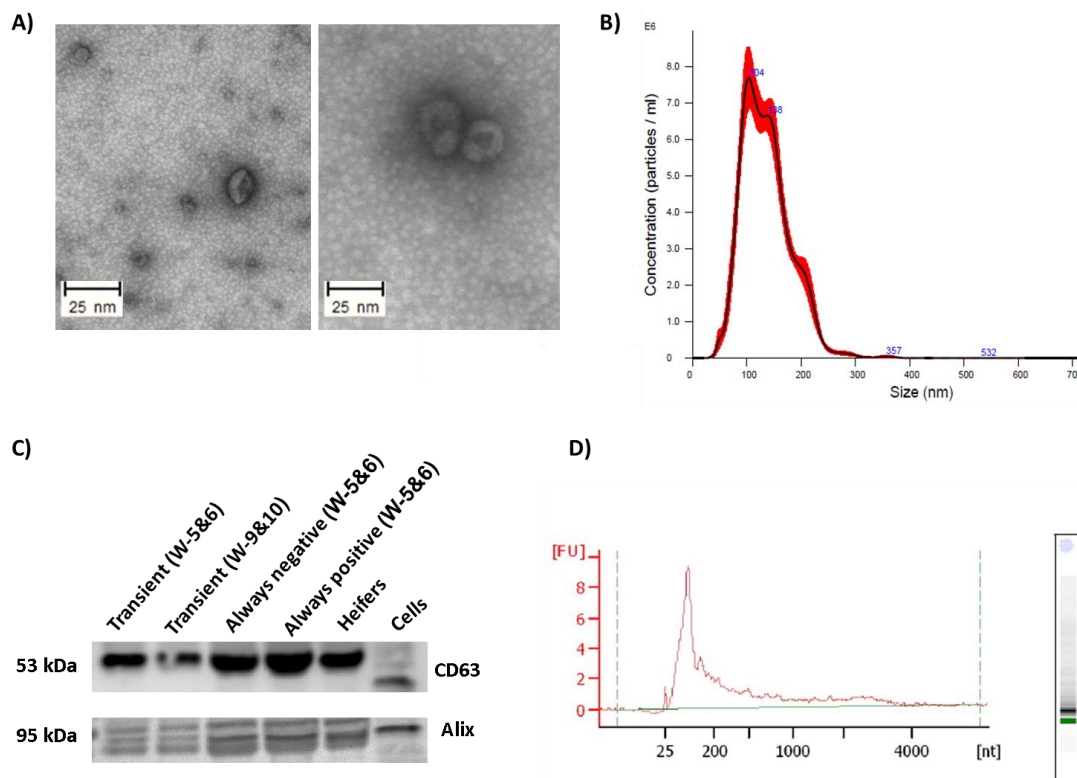 A)
25 nm
25 nm
B)
E6
Concentration (particles / ml)
8.0
7.0
6.0
5.0
4.0
3.0
2.0
1.0
0
0 100 200 300 400 500 600
357
532
Size (nm)
C)
Transient (W-5&6)
Transient (W-9&10)
Always negative (W-5&6)
Always positive (W-5&6)
Heifers
Cells
53 kDa
CD63
95 kDa
Alix
D)
[FU]
8
6
4
2
0
25 200 1000 4000 [nt]